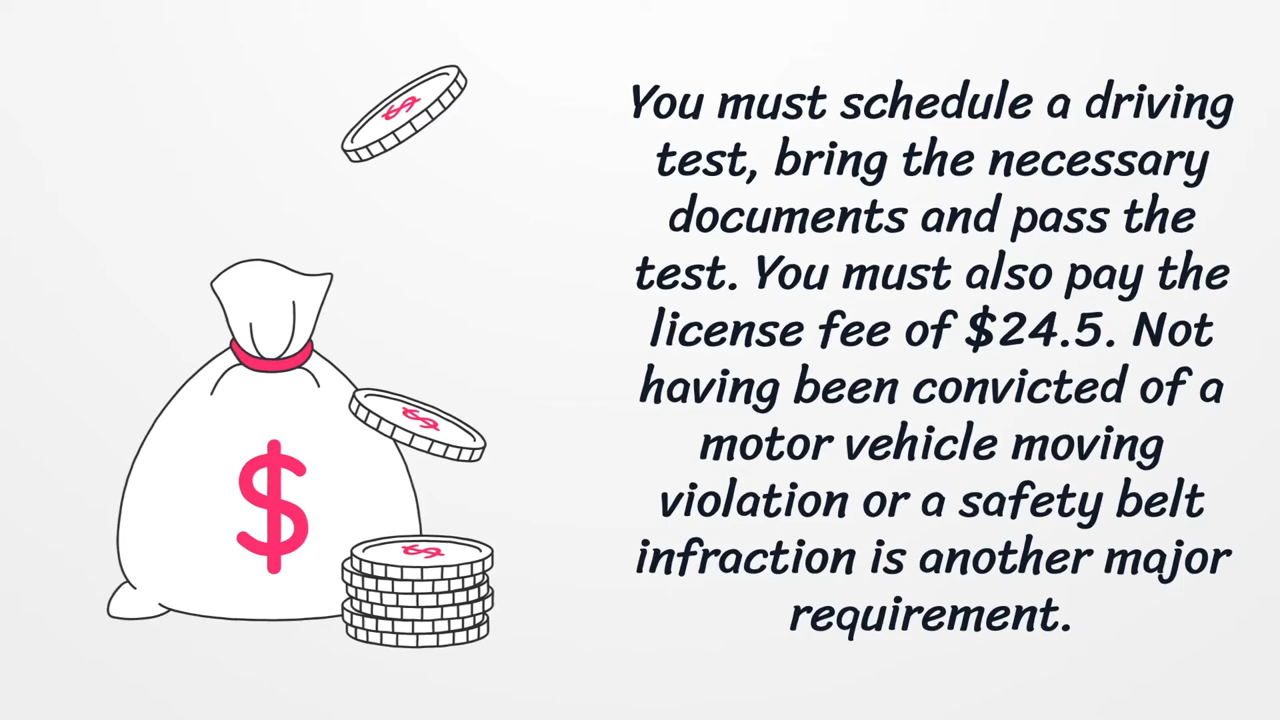 You must schedule a driving
test, bring the necessary
documents and pass the
test. You must also pay the
license fee of $24.5. Not
having been convicted of a
motor vehicle moving
violation or a safety belt
infraction is another major
requirement.
$
$
$
$